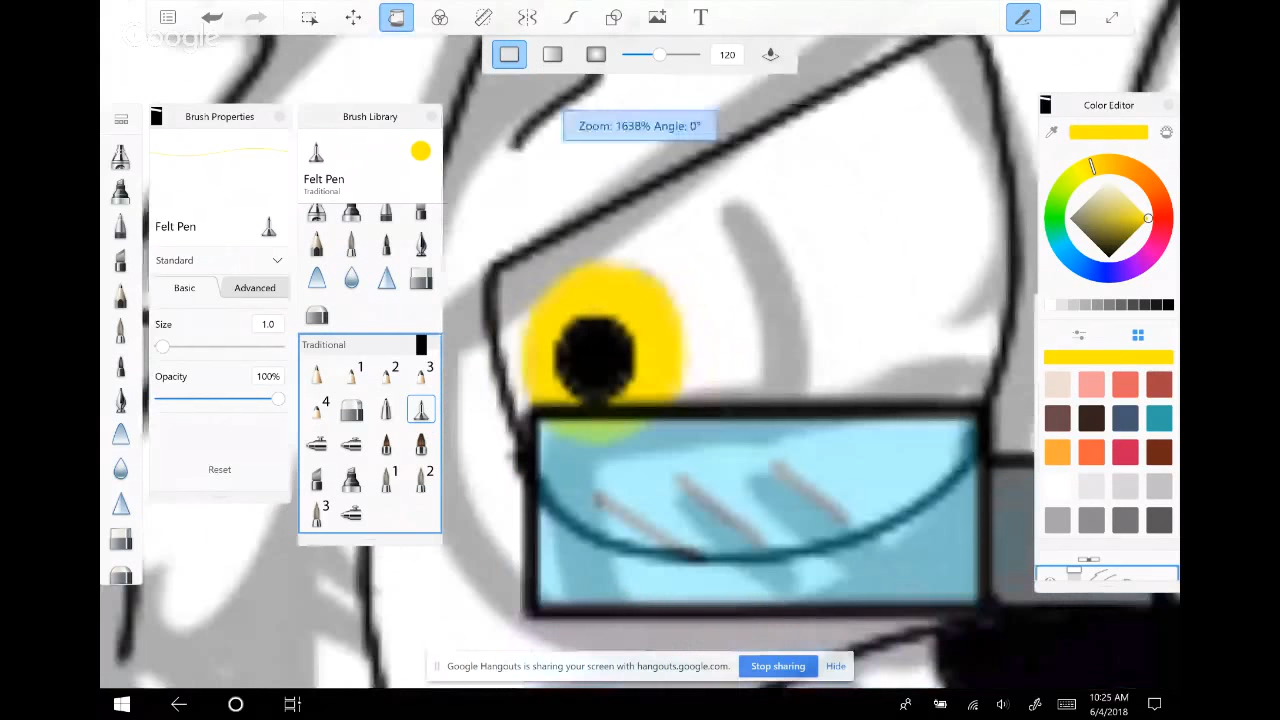 Google
120
Zoom: 1638% Angle: 0°
Brush Properties
Felt Pen
Standard
Basic
Advanced
Size
1.0
Opacity
100%
Reset
Brush Library
Felt Pen
Traditional
Traditional
1
2
3
4
1
2
3
Color Editor
Google Hangouts is sharing your screen with hangouts.google.com.
Stop sharing
Hide
10:25 AM
6/4/2018